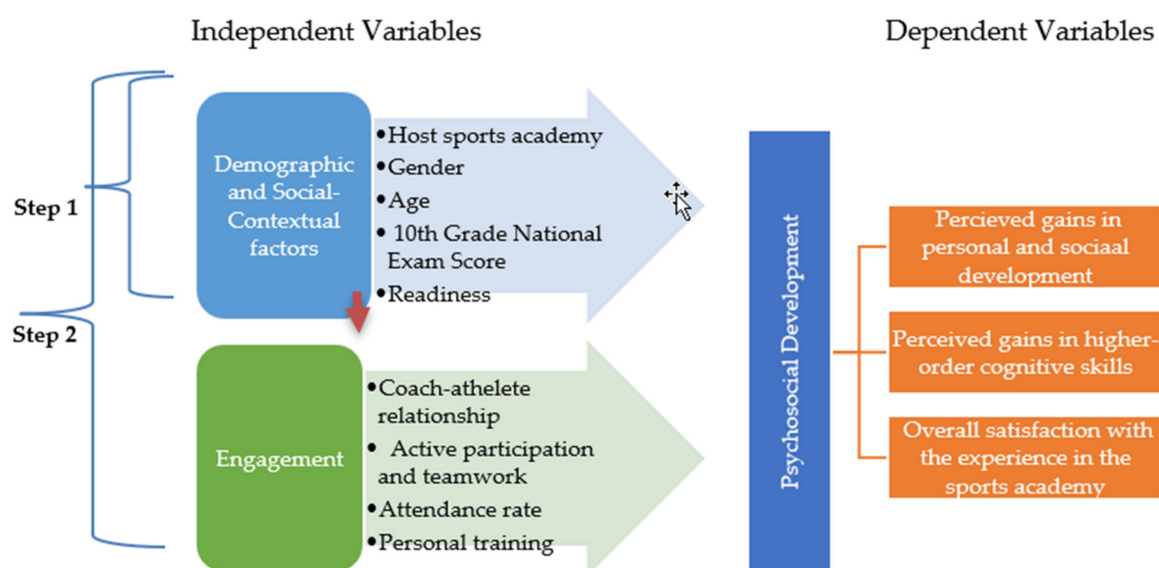 Independent Variables
Dependent Variables
Step 1
Step 2
Demographic
and Social-
Contextual
factors
•Host sports academy
•Gender
•Age
• 10th Grade National
Exam Score
•Readiness
Engagement
•Coach-athelete
relationship
• Active participation
and teamwork
•Attendance rate
•Personal training
Psychosocial Development
Percieved gains in
personal and sociaal
development
Perceived gains in higher-
order cognitive skills
Overall satisfaction with
the experience in the
sports academy